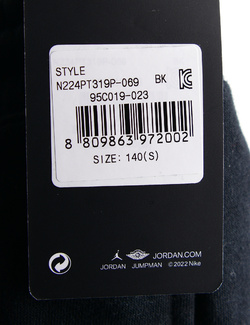 STYLE
N224PT319P-069 BK
95C019-023
8 809863 972002
SIZE: 140(S)
JORDAN.COM
JORDAN JUMPMAN ©2022 Nike